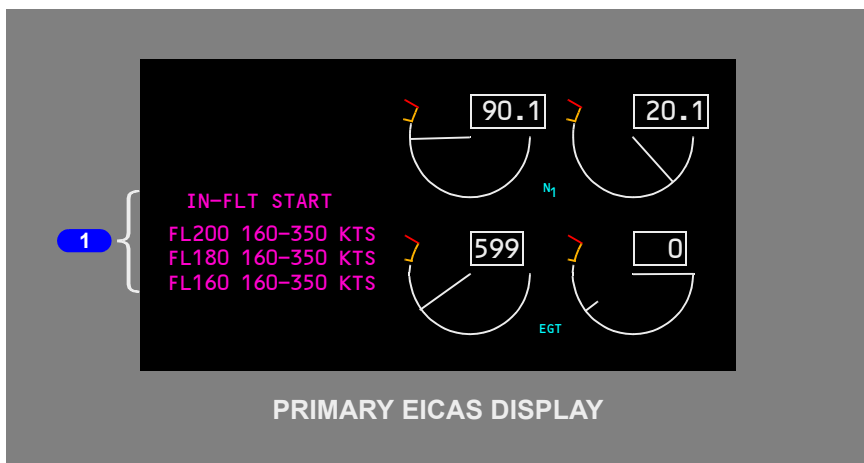 90.1
20.1
N1
IN-FLT START
1
FL200 160-350 KTS
FL180 160-350 KTS
FL160 160-350 KTS
599
0
EGT
PRIMARY EICAS DISPLAY